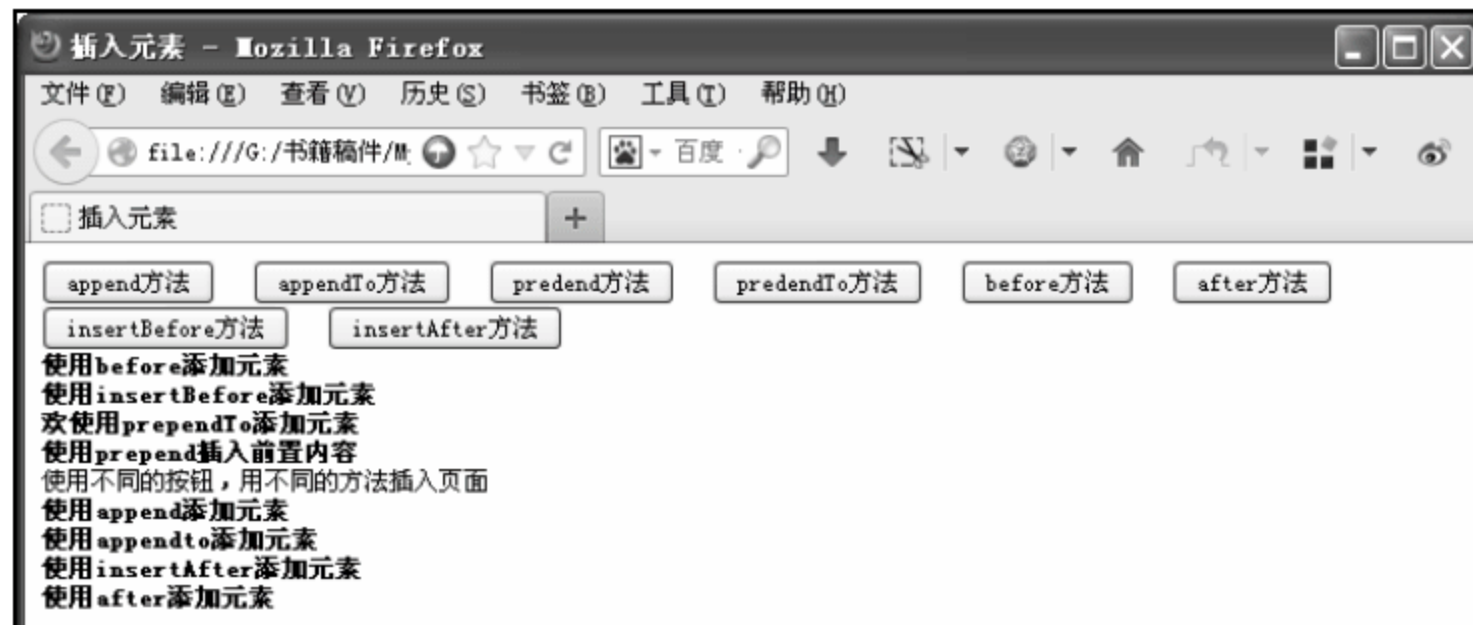 插入元素 - Mozilla Firefox
文件(F) 编辑(E) 查看(V) 历史(S) 书签(B) 工具(T) 帮助(H)
file:///G:/书籍稿件/M 百度
插入元素 +
append方法 appendTo方法 predend方法 predendTo方法 before方法 after方法
insertBefore方法 insertAfter方法
使用before添加元素
使用insertBefore添加元素
欢使用prependTo添加元素
使用prepend插入前置内容
使用不同的按钮，用不同的方法插入页面
使用append添加元素
使用appendto添加元素
使用insertAfter添加元素
使用after添加元素